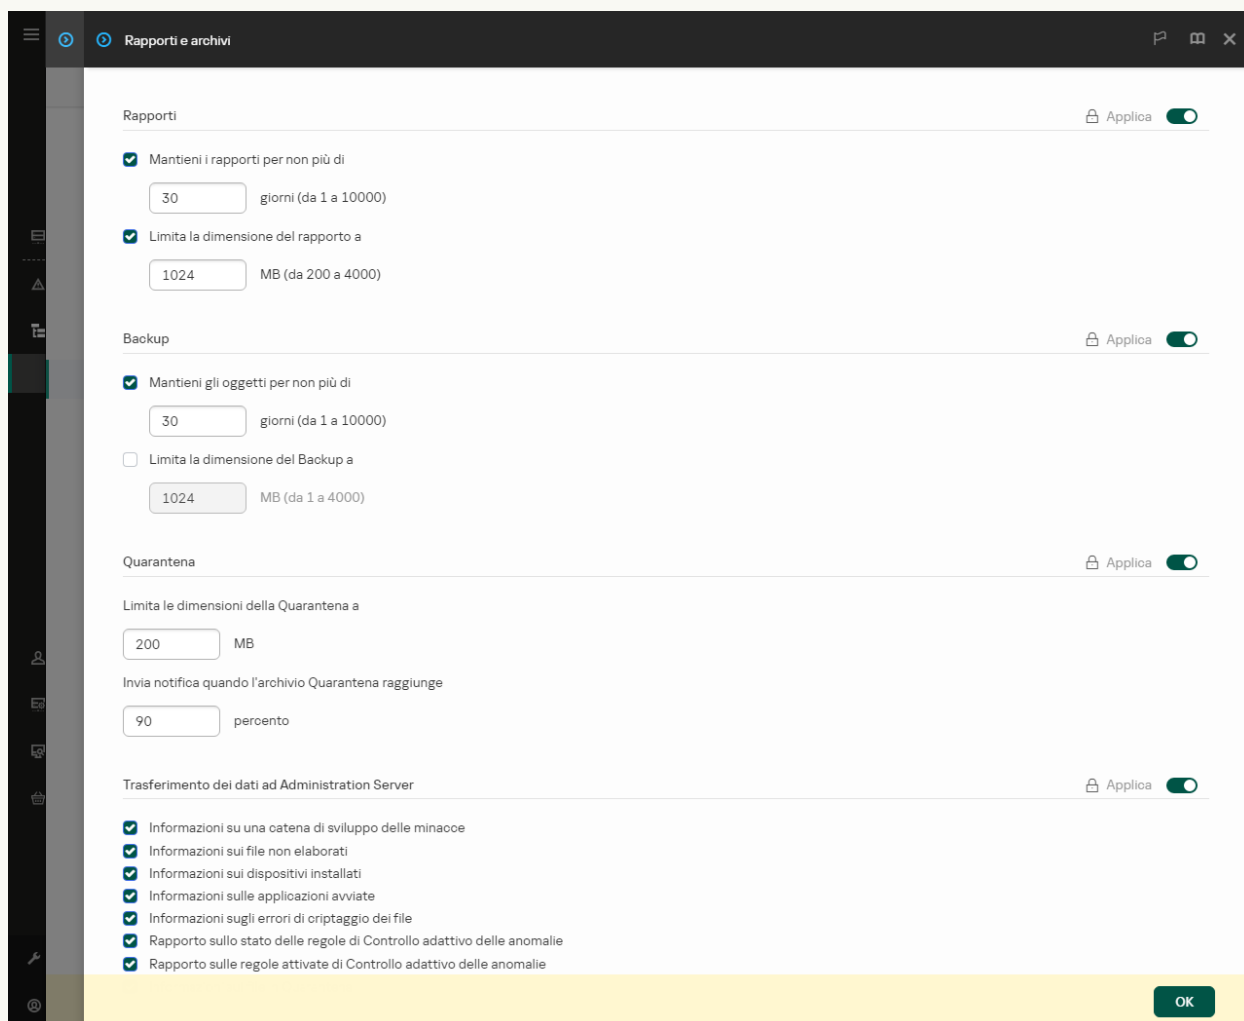 Rapporti e archivi
Rapporti
Applica
Mantieni i rapporti per non più di
30 giorni (da 1 a 10000)
Limita la dimensione del rapporto a
1024 MB (da 200 a 4000)
Backup
Applica
Mantieni gli oggetti per non più di
30 giorni (da 1 a 10000)
Limita la dimensione del Backup a
1024 MB (da 1 a 4000)
Quarantena
Applica
Limita le dimensioni della Quarantena a
200 MB
Invia notifica quando l'archivio Quarantena raggiunge
90 percento
Trasferimento dei dati ad Administration Server
Applica
Informazioni su una catena di sviluppo delle minacce
Informazioni sui file non elaborati
Informazioni sui dispositivi installati
Informazioni sulle applicazioni avviate
Informazioni sugli errori di criptaggio dei file
Rapporto sullo stato delle regole di Controllo adattivo delle anomalie
Rapporto sulle regole attivate di Controllo adattivo delle anomalie
OK